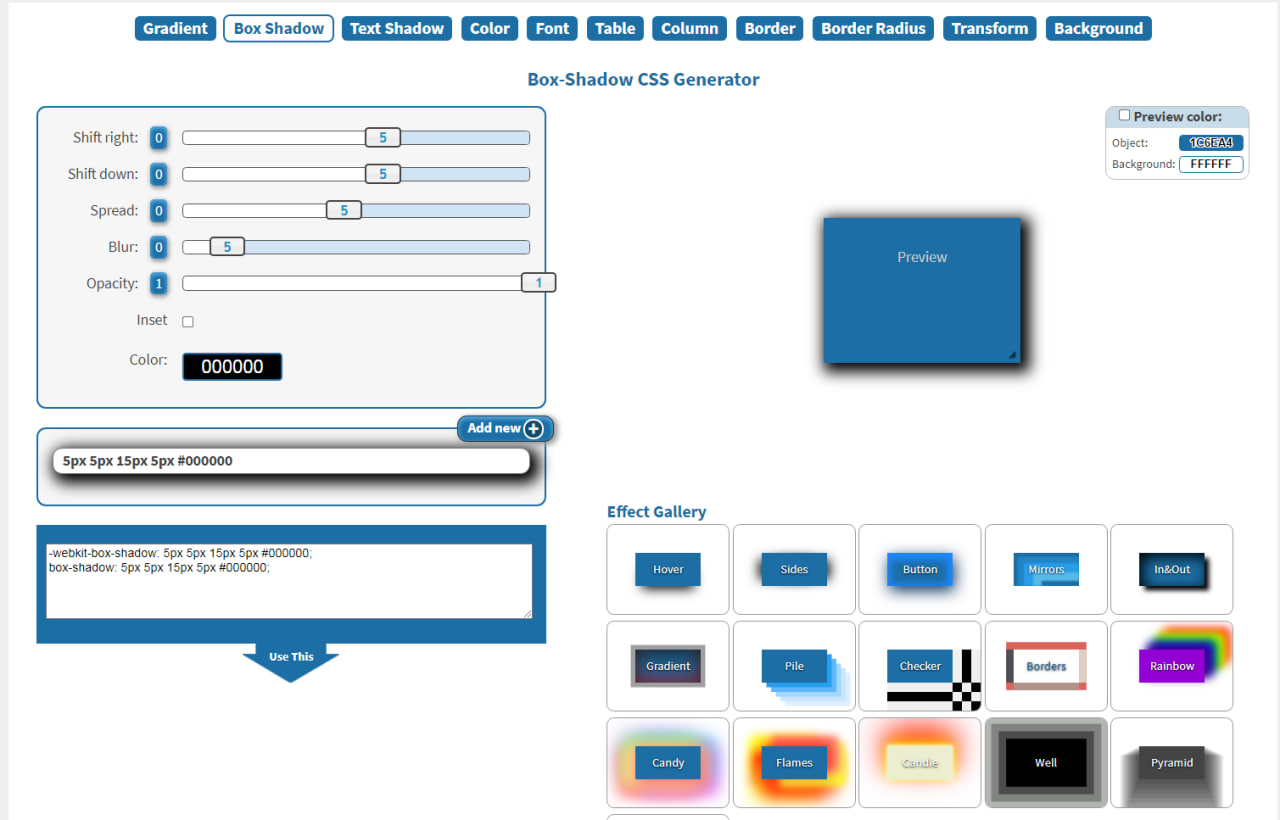 Gradient Box Shadow Text Shadow Color Font Table Column Border Border Radius Transform Background
Box-Shadow CSS Generator
Shift right: 0 5
Shift down: 0 5
Spread: 0 5
Blur: 0 5
Opacity: 1 1
Inset
Color: 000000
Add new
5px 5px 15px 5px #000000
-webkit-box-shadow: 5px 5px 15px 5px #000000;
box-shadow: 5px 5px 15px 5px #000000;
Use This
Preview color:
Object: 1C6EA4
Background: FFFFFF
Preview
Effect Gallery
Hover Sides Button Mirrors In&Out
Gradient Pile Checker Borders Rainbow
Candy Flames Candle Well Pyramid